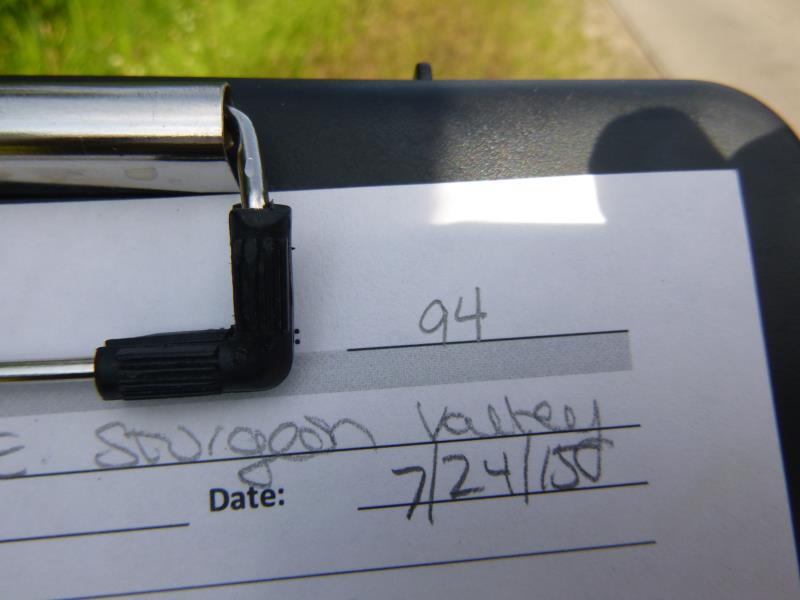 94
E. Sturgeon Valley
Date: 7/24/15